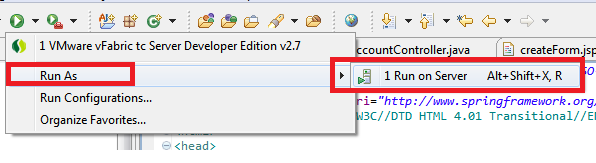 1 VMware vFabric tc Server Developer Edition v2.7
ccountController.java
createForm.jsp
Run As
1 Run on Server Alt+Shift+X, R
SO
Run Configurations...
ri="http://www.springframework.org/
Organize Favorites...
W3C//DTD HTML 4.01 Transitional//E
<head>